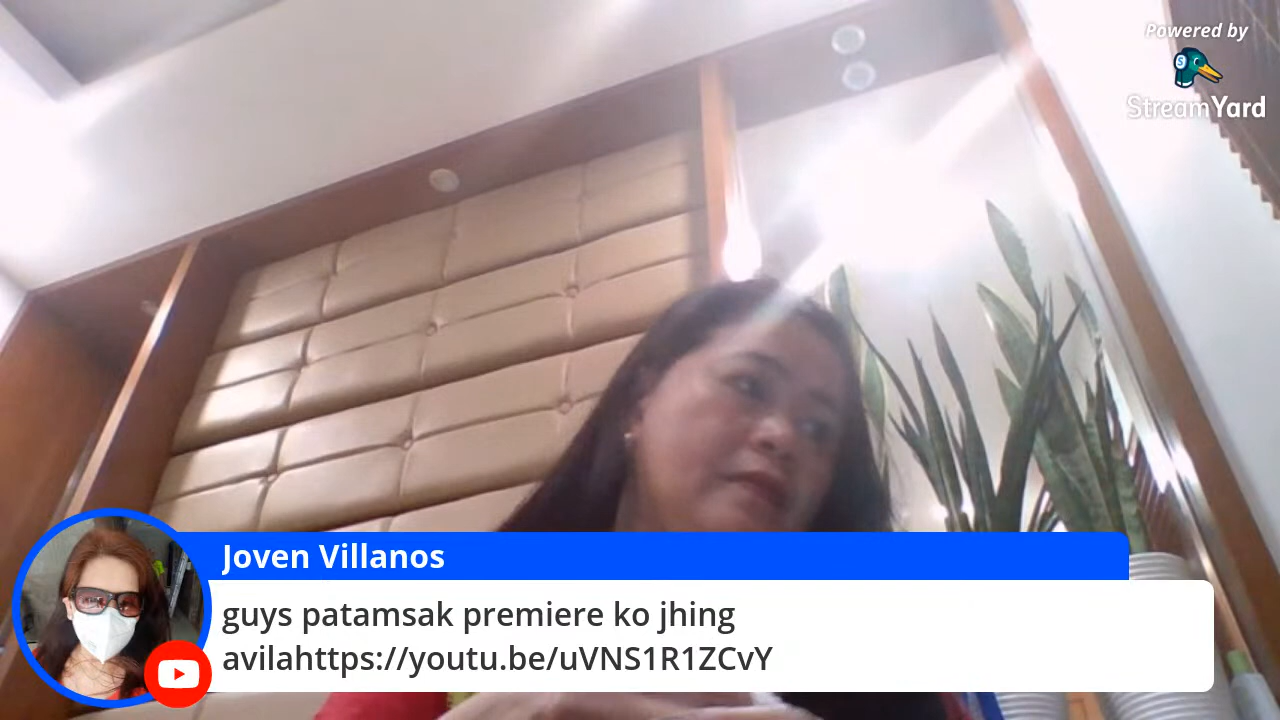 Powered by
StreamYard
Joven Villanos
guys patamsak premiere ko jhing
avilahttps://youtu.be/uVNS1R1ZCvY